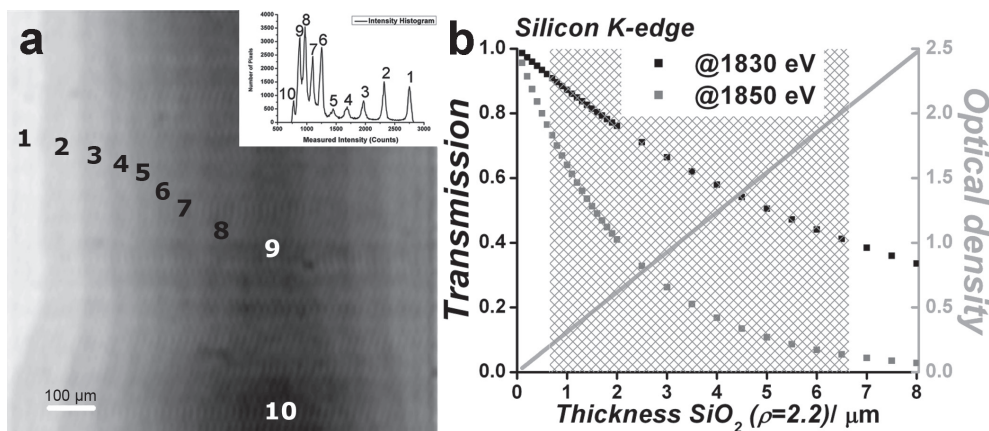 a
1
2
3
4
5
6
7
8
9
10
100 µm
Intensity Histogram
Number of Pixels
4000
3500
3000
2500
2000
1500
1000
500
0
10
9
8
7
6
5
4
3
2
1
500 1000 1500 2000 2500 3000
Measured Intensity (Counts)
b
Silicon K-edge
@1830 eV
@1850 eV
Transmission
1.0
0.8
0.6
0.4
0.2
0.0
0 1 2 3 4 5 6 7 8
Thickness SiO₂ (ρ=2.2)/ µm
2.5
2.0
1.5
1.0
0.5
0.0
Optical density